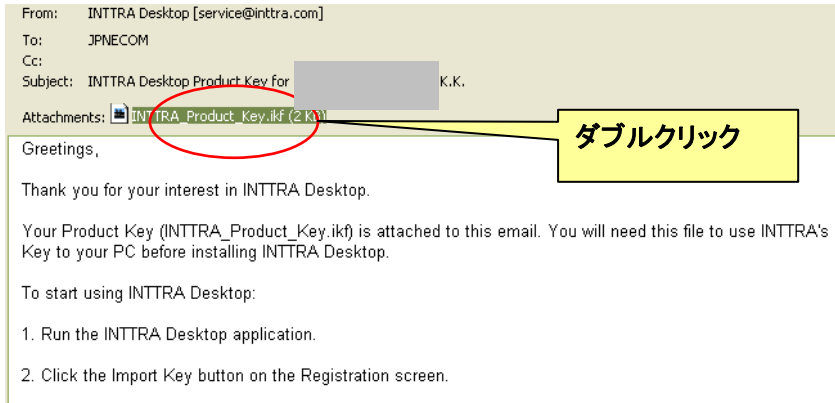 From: INTTRA Desktop [service@inttra.com]
To: JPNECOM
Cc:
Subject: INTTRA Desktop Product Key for K.K.
Attachments: INTTRA_Product_Key.ikf (2 KB)
ダブルクリック
Greetings,
Thank you for your interest in INTTRA Desktop.
Your Product Key (INTTRA_Product_Key.ikf) is attached to this email. You will need this file to use INTTRA's
Key to your PC before installing INTTRA Desktop.
To start using INTTRA Desktop:
1. Run the INTTRA Desktop application.
2. Click the Import Key button on the Registration screen.